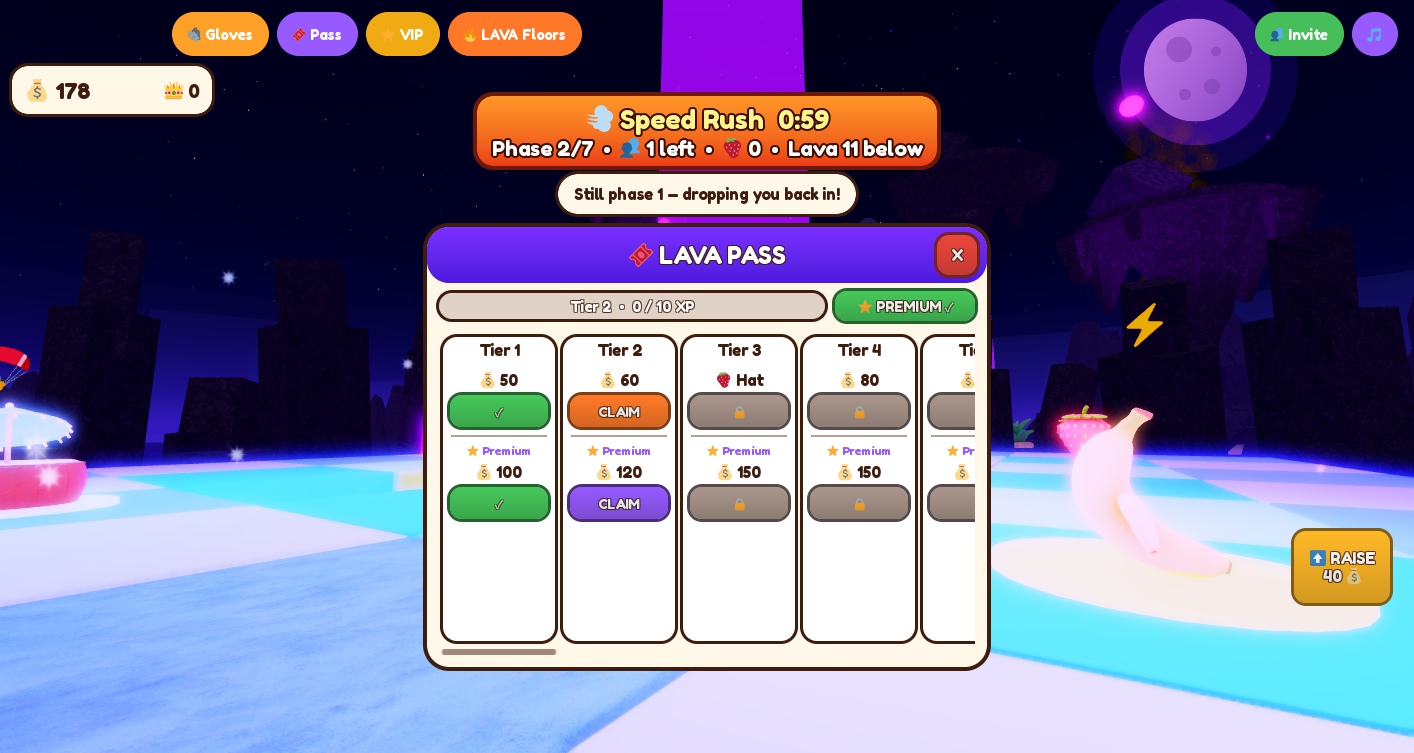 Gloves
Pass
VIP
LAVA Floors
Invite
178
0
Speed Rush 0:59
Phase 2/7 • 1 left • 0 • Lava 11 below
Still phase 1 – dropping you back in!
LAVA PASS
X
Tier 2 • 0 / 10 XP
PREMIUM ✓
Tier 1
50
✓
Premium
100
✓
Tier 2
60
CLAIM
Premium
120
CLAIM
Tier 3
Hat
Premium
150
Tier 4
80
Premium
150
RAISE
40